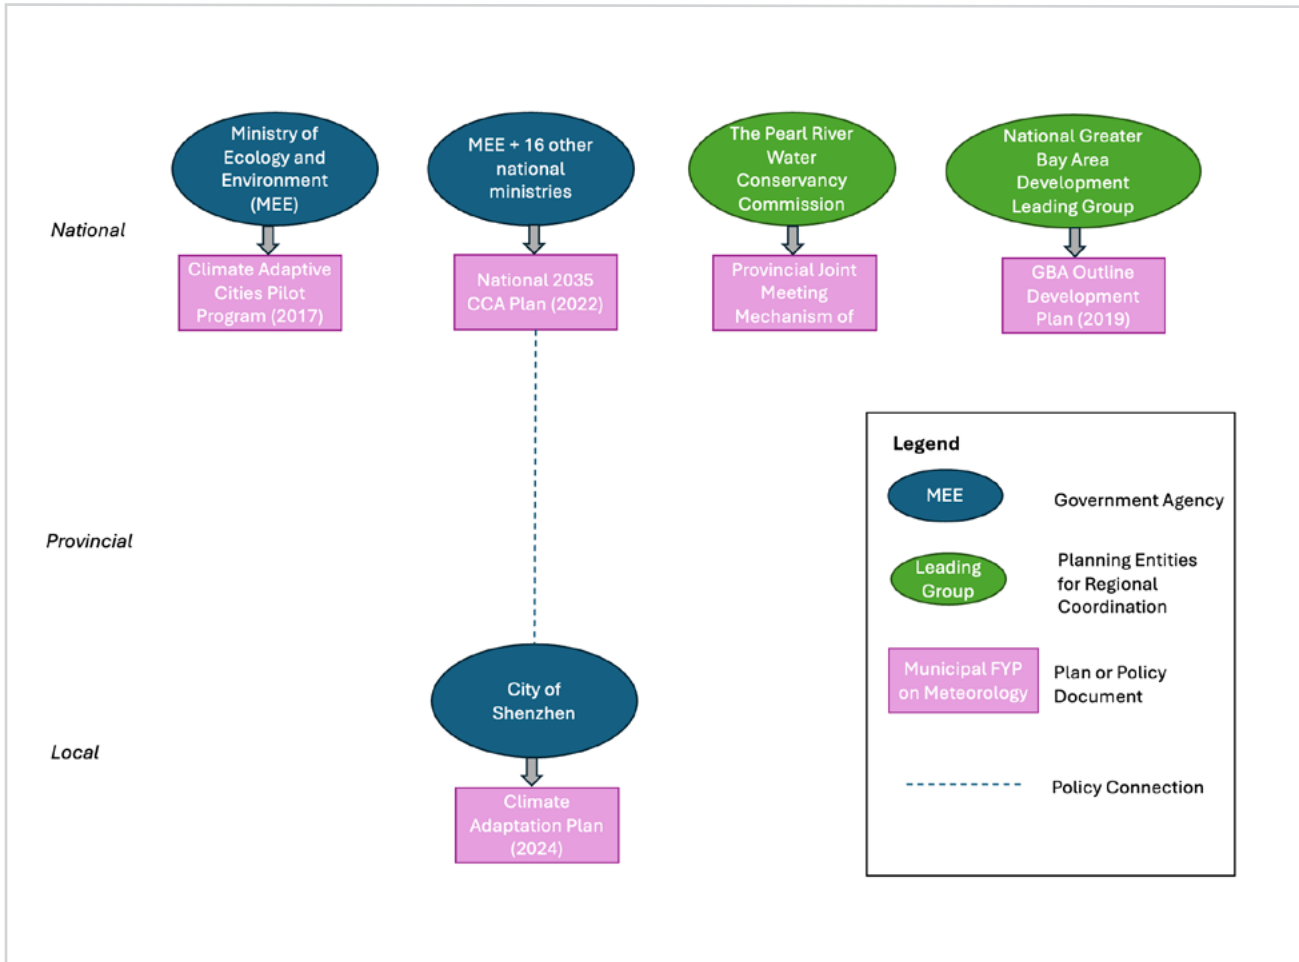 Ministry of
Ecology and
Environment
(MEE)
MEE + 16 other
national
ministries
The Pearl River
Water
Conservancy
Commission
National Greater
Bay Area
Development
Leading Group
National
Climate Adaptive
Cities Pilot
Program (2017)
National 2035
CCA Plan (2022)
Provincial Joint
Meeting
Mechanism of
GBA Outline
Development
Plan (2019)
Legend
MEE
Government Agency
Leading
Group
Planning Entities
for Regional
Coordination
Municipal FYP
on Meteorology
Plan or Policy
Document
Policy Connection
Provincial
City of
Shenzhen
Local
Climate
Adaptation Plan
(2024)